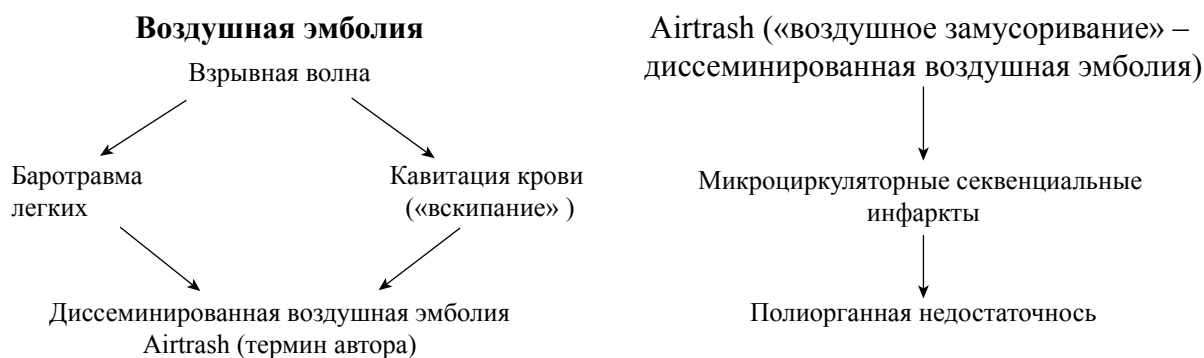 Воздушная эмболия
Взрывная волна
Баротравма
легких
Кавитация крови
(«вскипание» )
Диссеминированная воздушная эмболия
Airtrash (термин автора)
Airtrash («воздушное замусоривание» –
диссеминированная воздушная эмболия)
Микроциркуляторные секвенциальные
инфаркты
Полиорганная недостаточнось